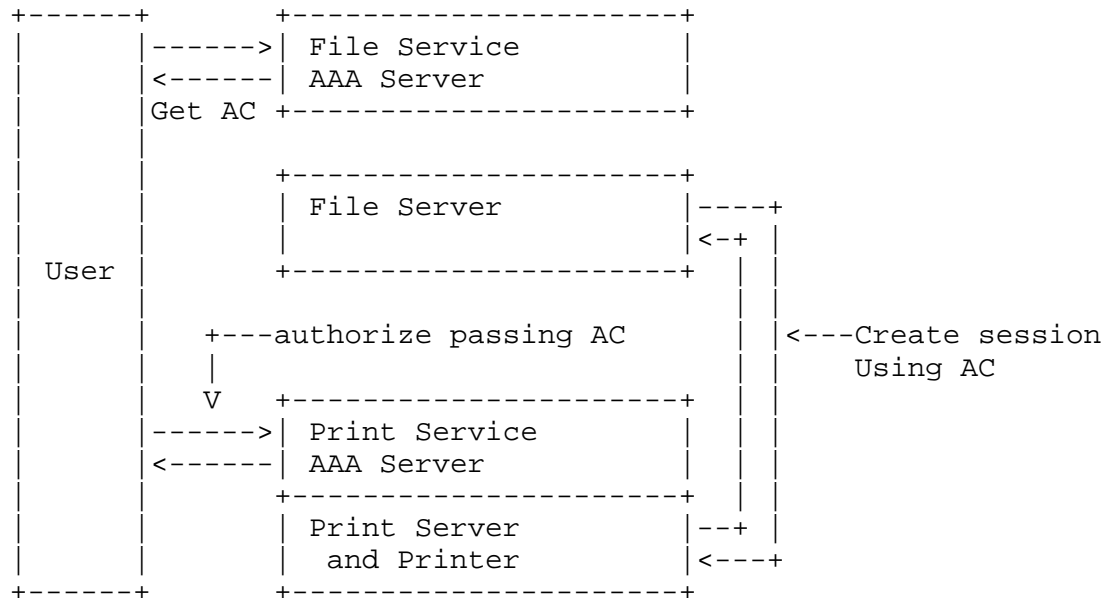 File Service
AAA Server
Get AC
File Server
User
authorize passing AC
Create session
Using AC
Print Service
AAA Server
Print Server
and Printer